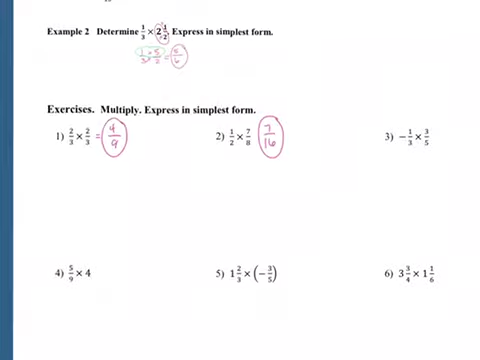 Example 2 Determine 1/3 × 2 1/2. Express in simplest form.
1/3 × 5/2 = 5/6
Exercises. Multiply. Express in simplest form.
1) 2/3 × 2/3 = 4/9 2) 1/2 × 7/8 7/16 3) −1/3 × 3/5
4) 5/9 × 4 5) 1 2/3 × (−3/5) 6) 3 3/4 × 1 1/6